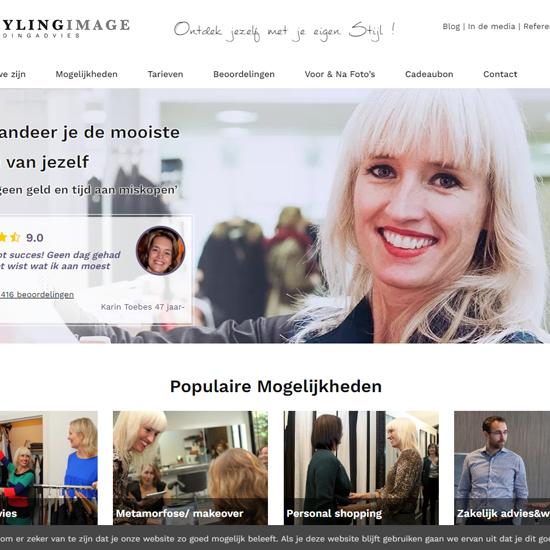 YLINGIMAGE
DINGADVIES
Ontdek jezelf met je eigen Stijl !
Blog | In de media | Refere
we zijn
Mogelijkheden
Tarieven
Beoordelingen
Voor & Na Foto's
Cadeaubon
Contact
andeer je de mooiste
van jezelf
geen geld en tijd aan miskopen'
9.0
ot succes! Geen dag gehad
t wist wat ik aan moest
416 beoordelingen
Karin Toebes 47 jaar-
Populaire Mogelijkheden
vies
Metamorfose/ makeover
Personal shopping
Zakelijk advies&w
om er zeker van te zijn dat je onze website zo goed mogelijk beleeft. Als je deze website blijft gebruiken gaan we ervan uit dat je dit goe